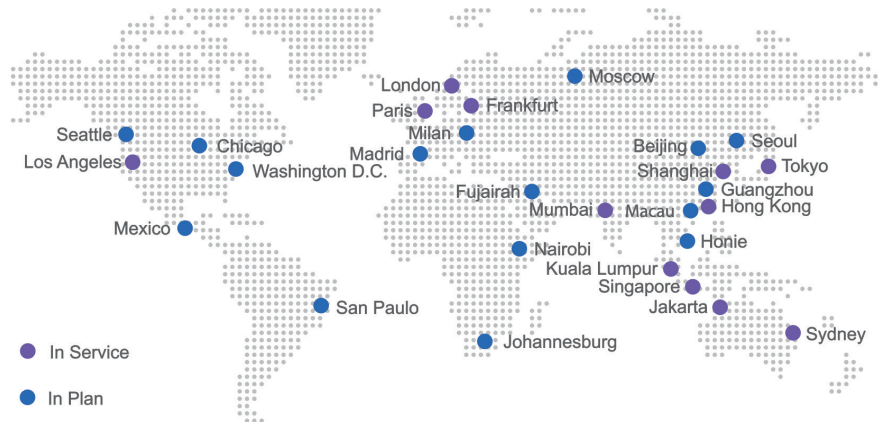 Moscow
London
Paris
Frankfurt
Seattle
Chicago
Milan
Beijing
Seoul
Los Angeles
Madrid
Washington D.C.
Shanghai
Tokyo
Fujairah
Guangzhou
Mumbai
Macau
Hong Kong
Mexico
Nairobi
Honie
Kuala Lumpur
Singapore
San Paulo
Jakarta
Johannesburg
Sydney
In Service
In Plan